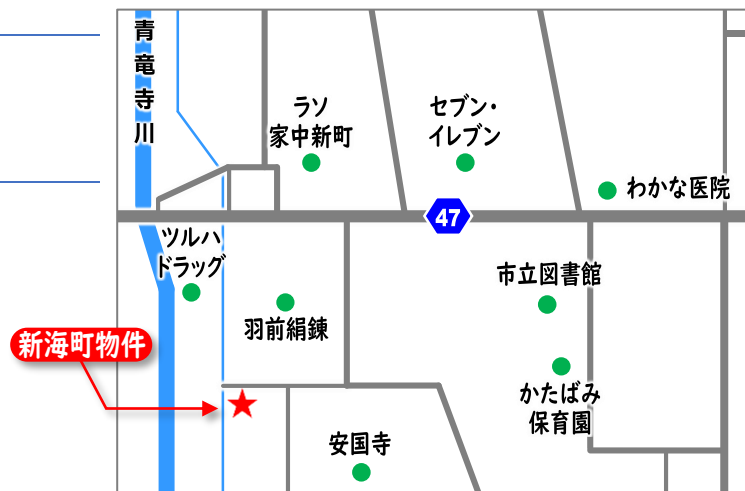 青竜寺川
ラソ
家中新町
セブン・
イレブン
わかな医院
47
ツルハ
ドラッグ
市立図書館
羽前絹錬
新海町物件
かたばみ
保育園
安国寺